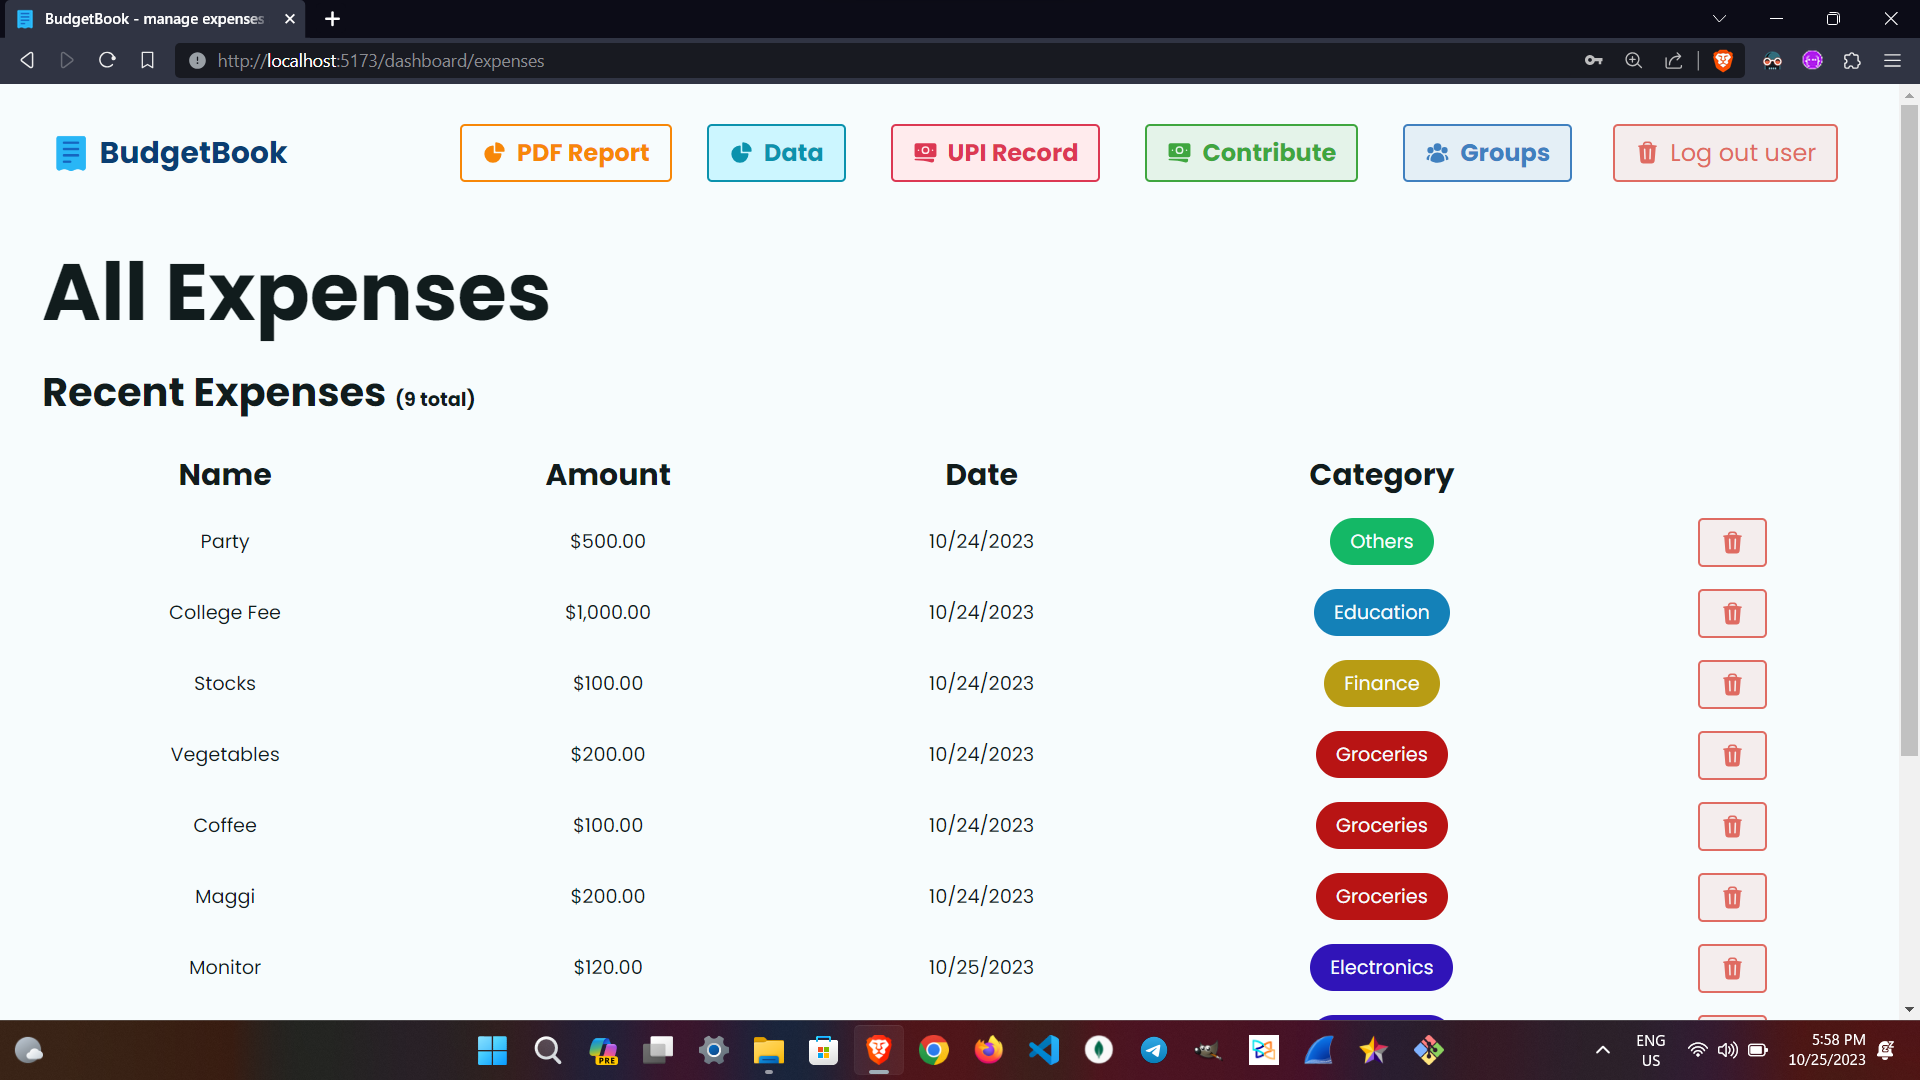 BudgetBook - manage expenses
http://localhost:5173/dashboard/expenses
BudgetBook
PDF Report
Data
UPI Record
Contribute
Groups
Log out user
All Expenses
Recent Expenses (9 total)
Name Amount Date Category
Party $500.00 10/24/2023 Others
College Fee $1,000.00 10/24/2023 Education
Stocks $100.00 10/24/2023 Finance
Vegetables $200.00 10/24/2023 Groceries
Coffee $100.00 10/24/2023 Groceries
Maggi $200.00 10/24/2023 Groceries
Monitor $120.00 10/25/2023 Electronics
PRE
ENG
US
5:58 PM
10/25/2023